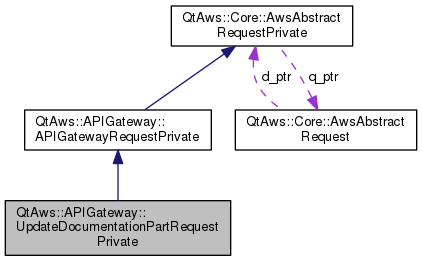 QtAws::Core::AwsAbstract
RequestPrivate
d_ptr
q_ptr
QtAws::APIGateway::
APIGatewayRequestPrivate
QtAws::Core::AwsAbstract
Request
QtAws::APIGateway::
UpdateDocumentationPartRequest
Private